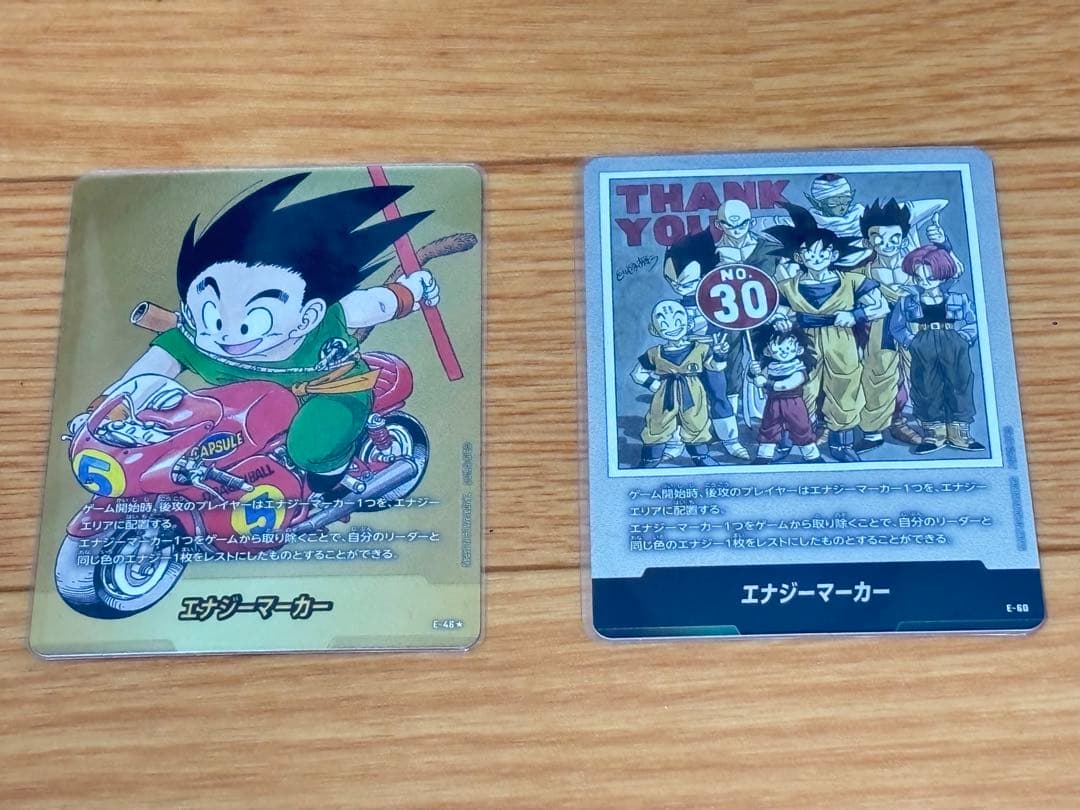 CAPSULE
BALL
5
5
ゲーム開始時、後攻のプレイヤーはエナジーマーカー1つを、エナジー
エリアに配置する。
エナジーマーカー1つをゲームから取り除くことで、自分のリーダーと
同じ色のエナジー1枚をレストにしたものとすることができる。
エナジーマーカー
E-46★
THANK
YOU
NO.
30
ゲーム開始時、後攻のプレイヤーはエナジーマーカー1つを、エナジー
エリアに配置する。
エナジーマーカー1つをゲームから取り除くことで、自分のリーダーと
同じ色のエナジー1枚をレストにしたものとすることができる。
エナジーマーカー
E-60